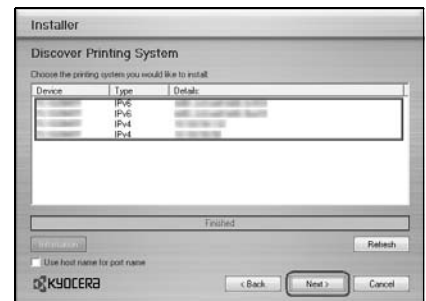 Installer
Discover Printing System
Choose the printing system you would like to install.
Device Type Details
IPv6
IPv6
IPv4
IPv4
Finished
Information Refresh
Use host name for port name
KYOCERA < Back Next > Cancel